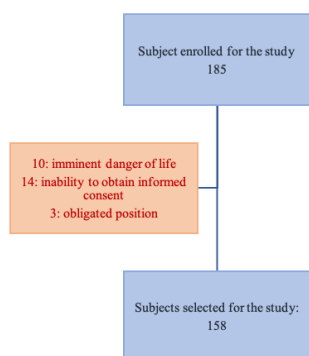 Subject enrolled for the study
185
10: imminent danger of life
14: inability to obtain informed
consent
3: obligated position
Subjects selected for the study:
158